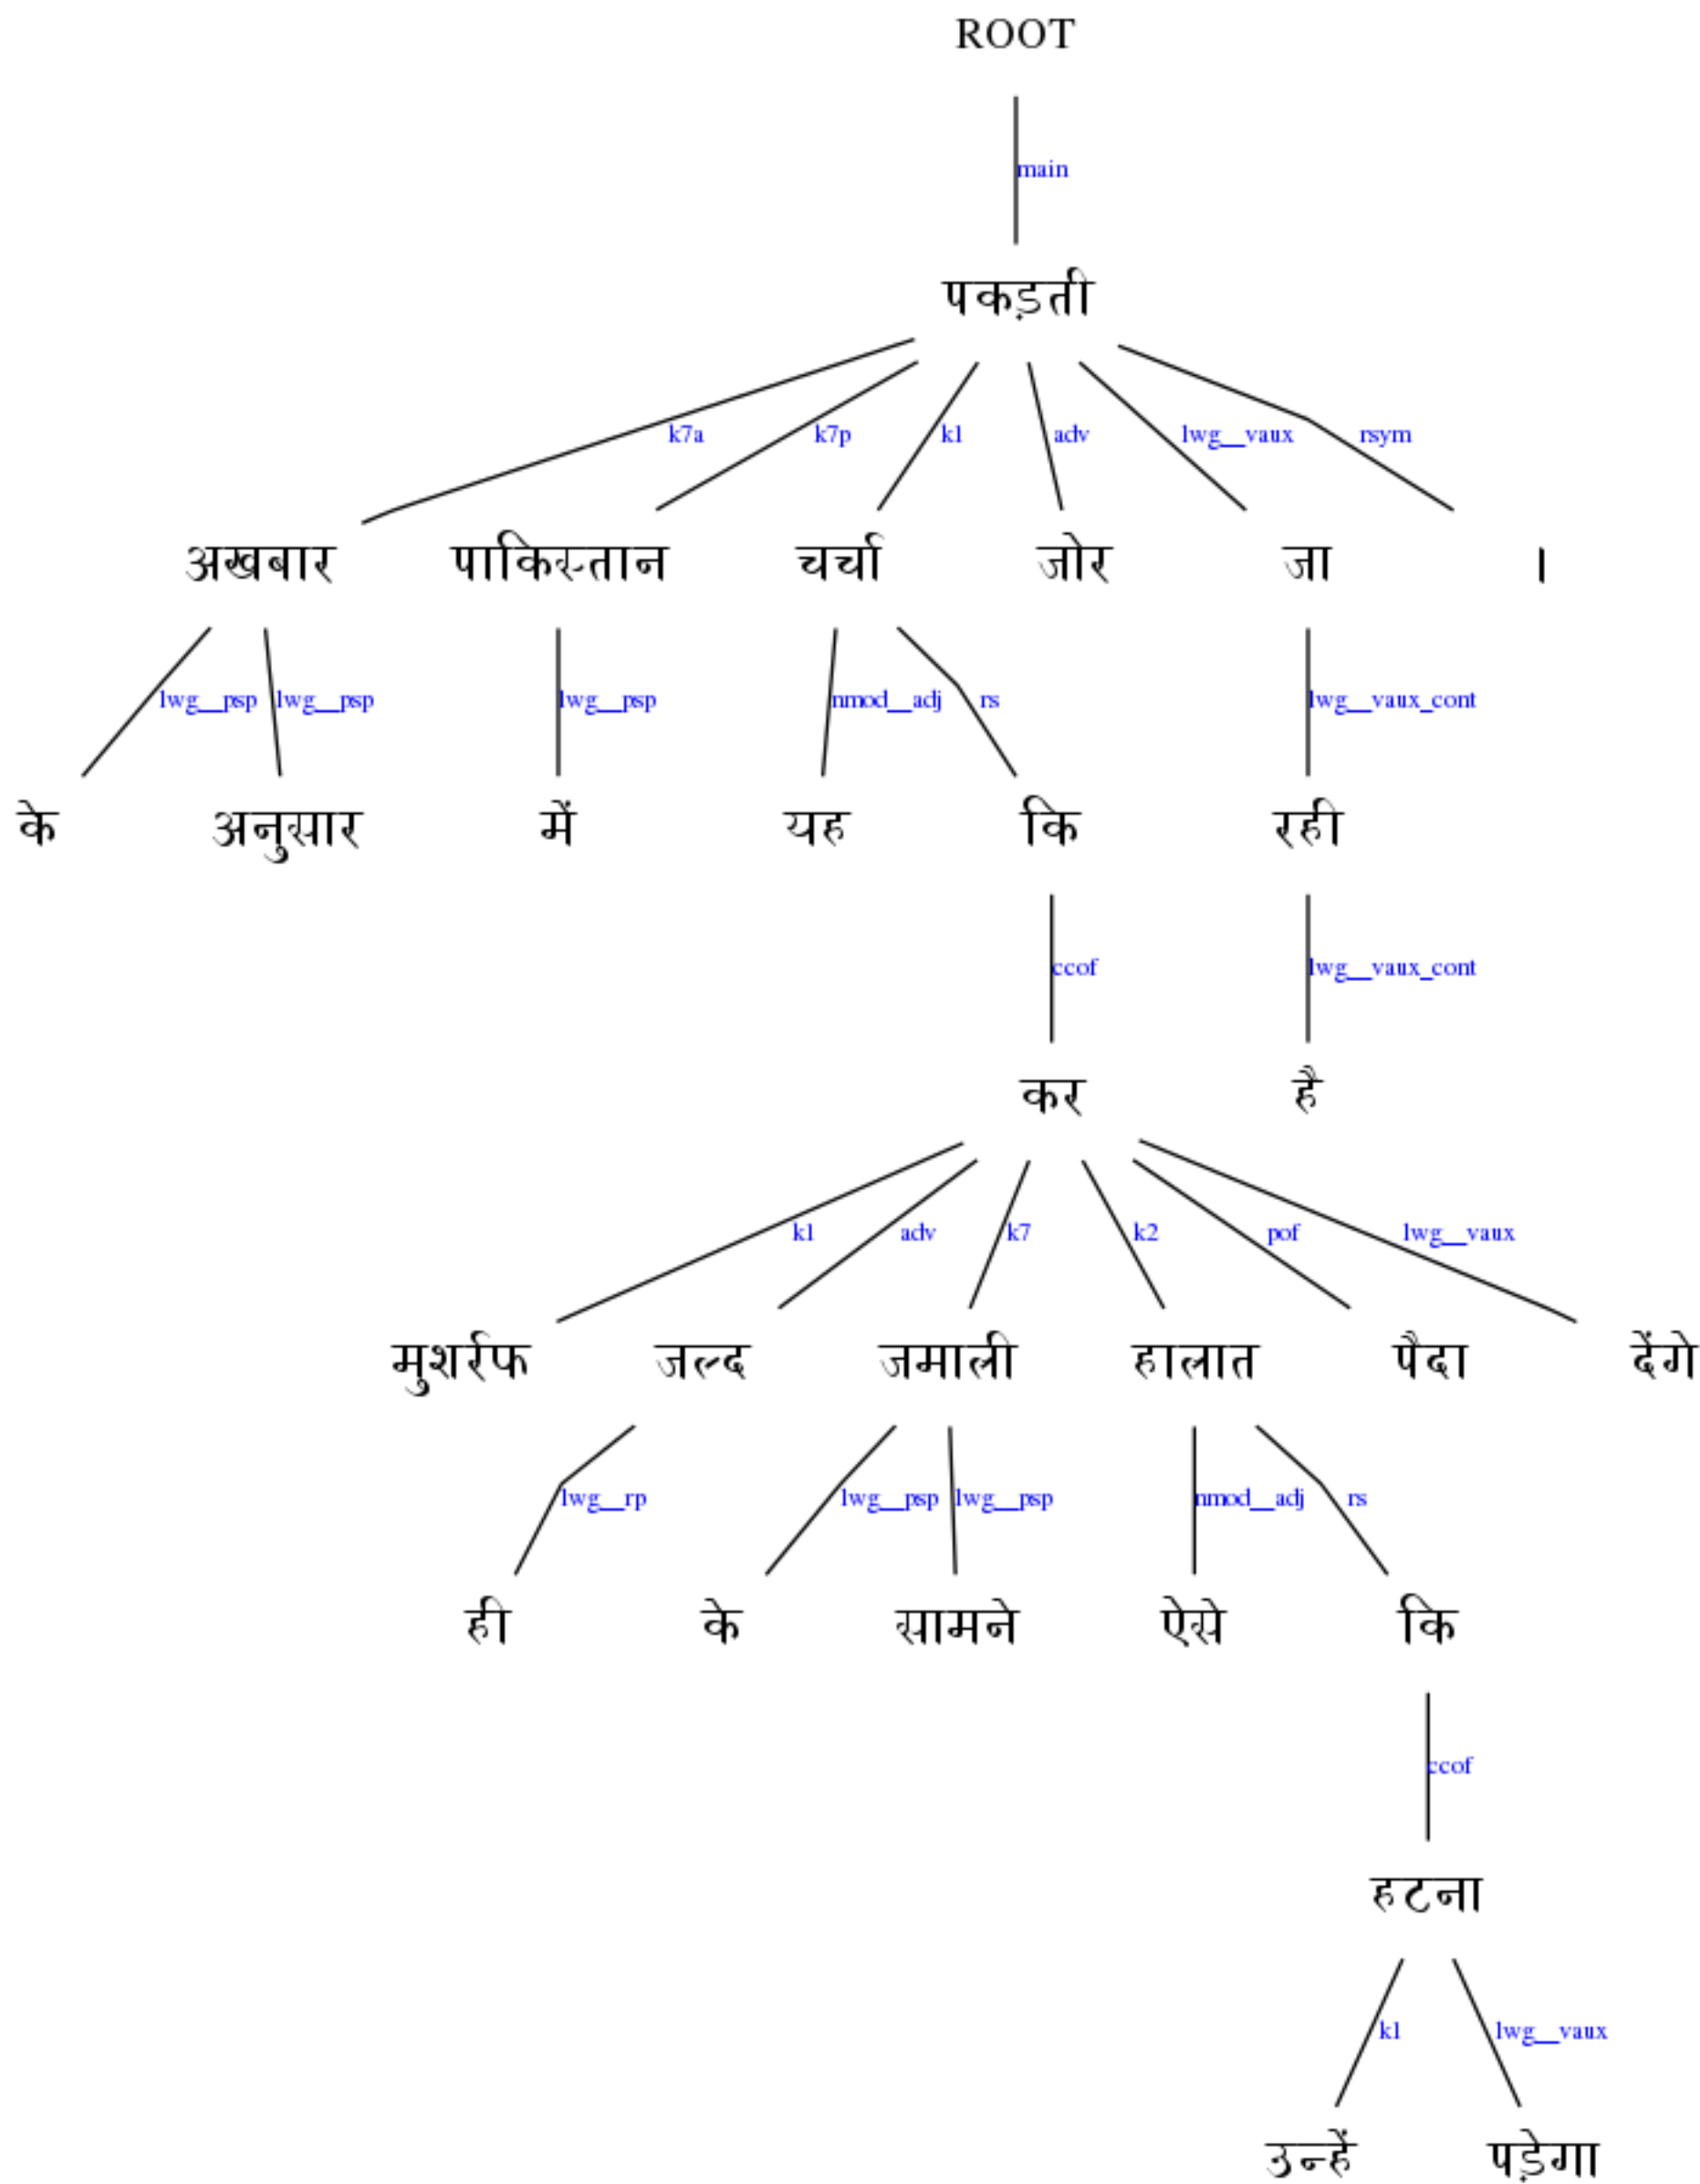 ROOT
main
पकड़ती
k7a k7p k1 adv lwg__vaux rsym
अखबार पाकिस्तान चर्चा जोर जा ।
lwg__psp lwg__psp lwg__psp nmod__adj rs lwg__vaux_cont
के अनुसार में यह कि रही
ccof lwg__vaux_cont
कर है
k1 adv k7 k2 pof lwg__vaux
मुशर्रफ जल्द जमाली हालात पैदा देंगे
lwg__rp lwg__psp lwg__psp nmod__adj rs
ही के सामने ऐसे कि
ccof
हटना
k1 lwg__vaux
उन्हें पड़ेगा